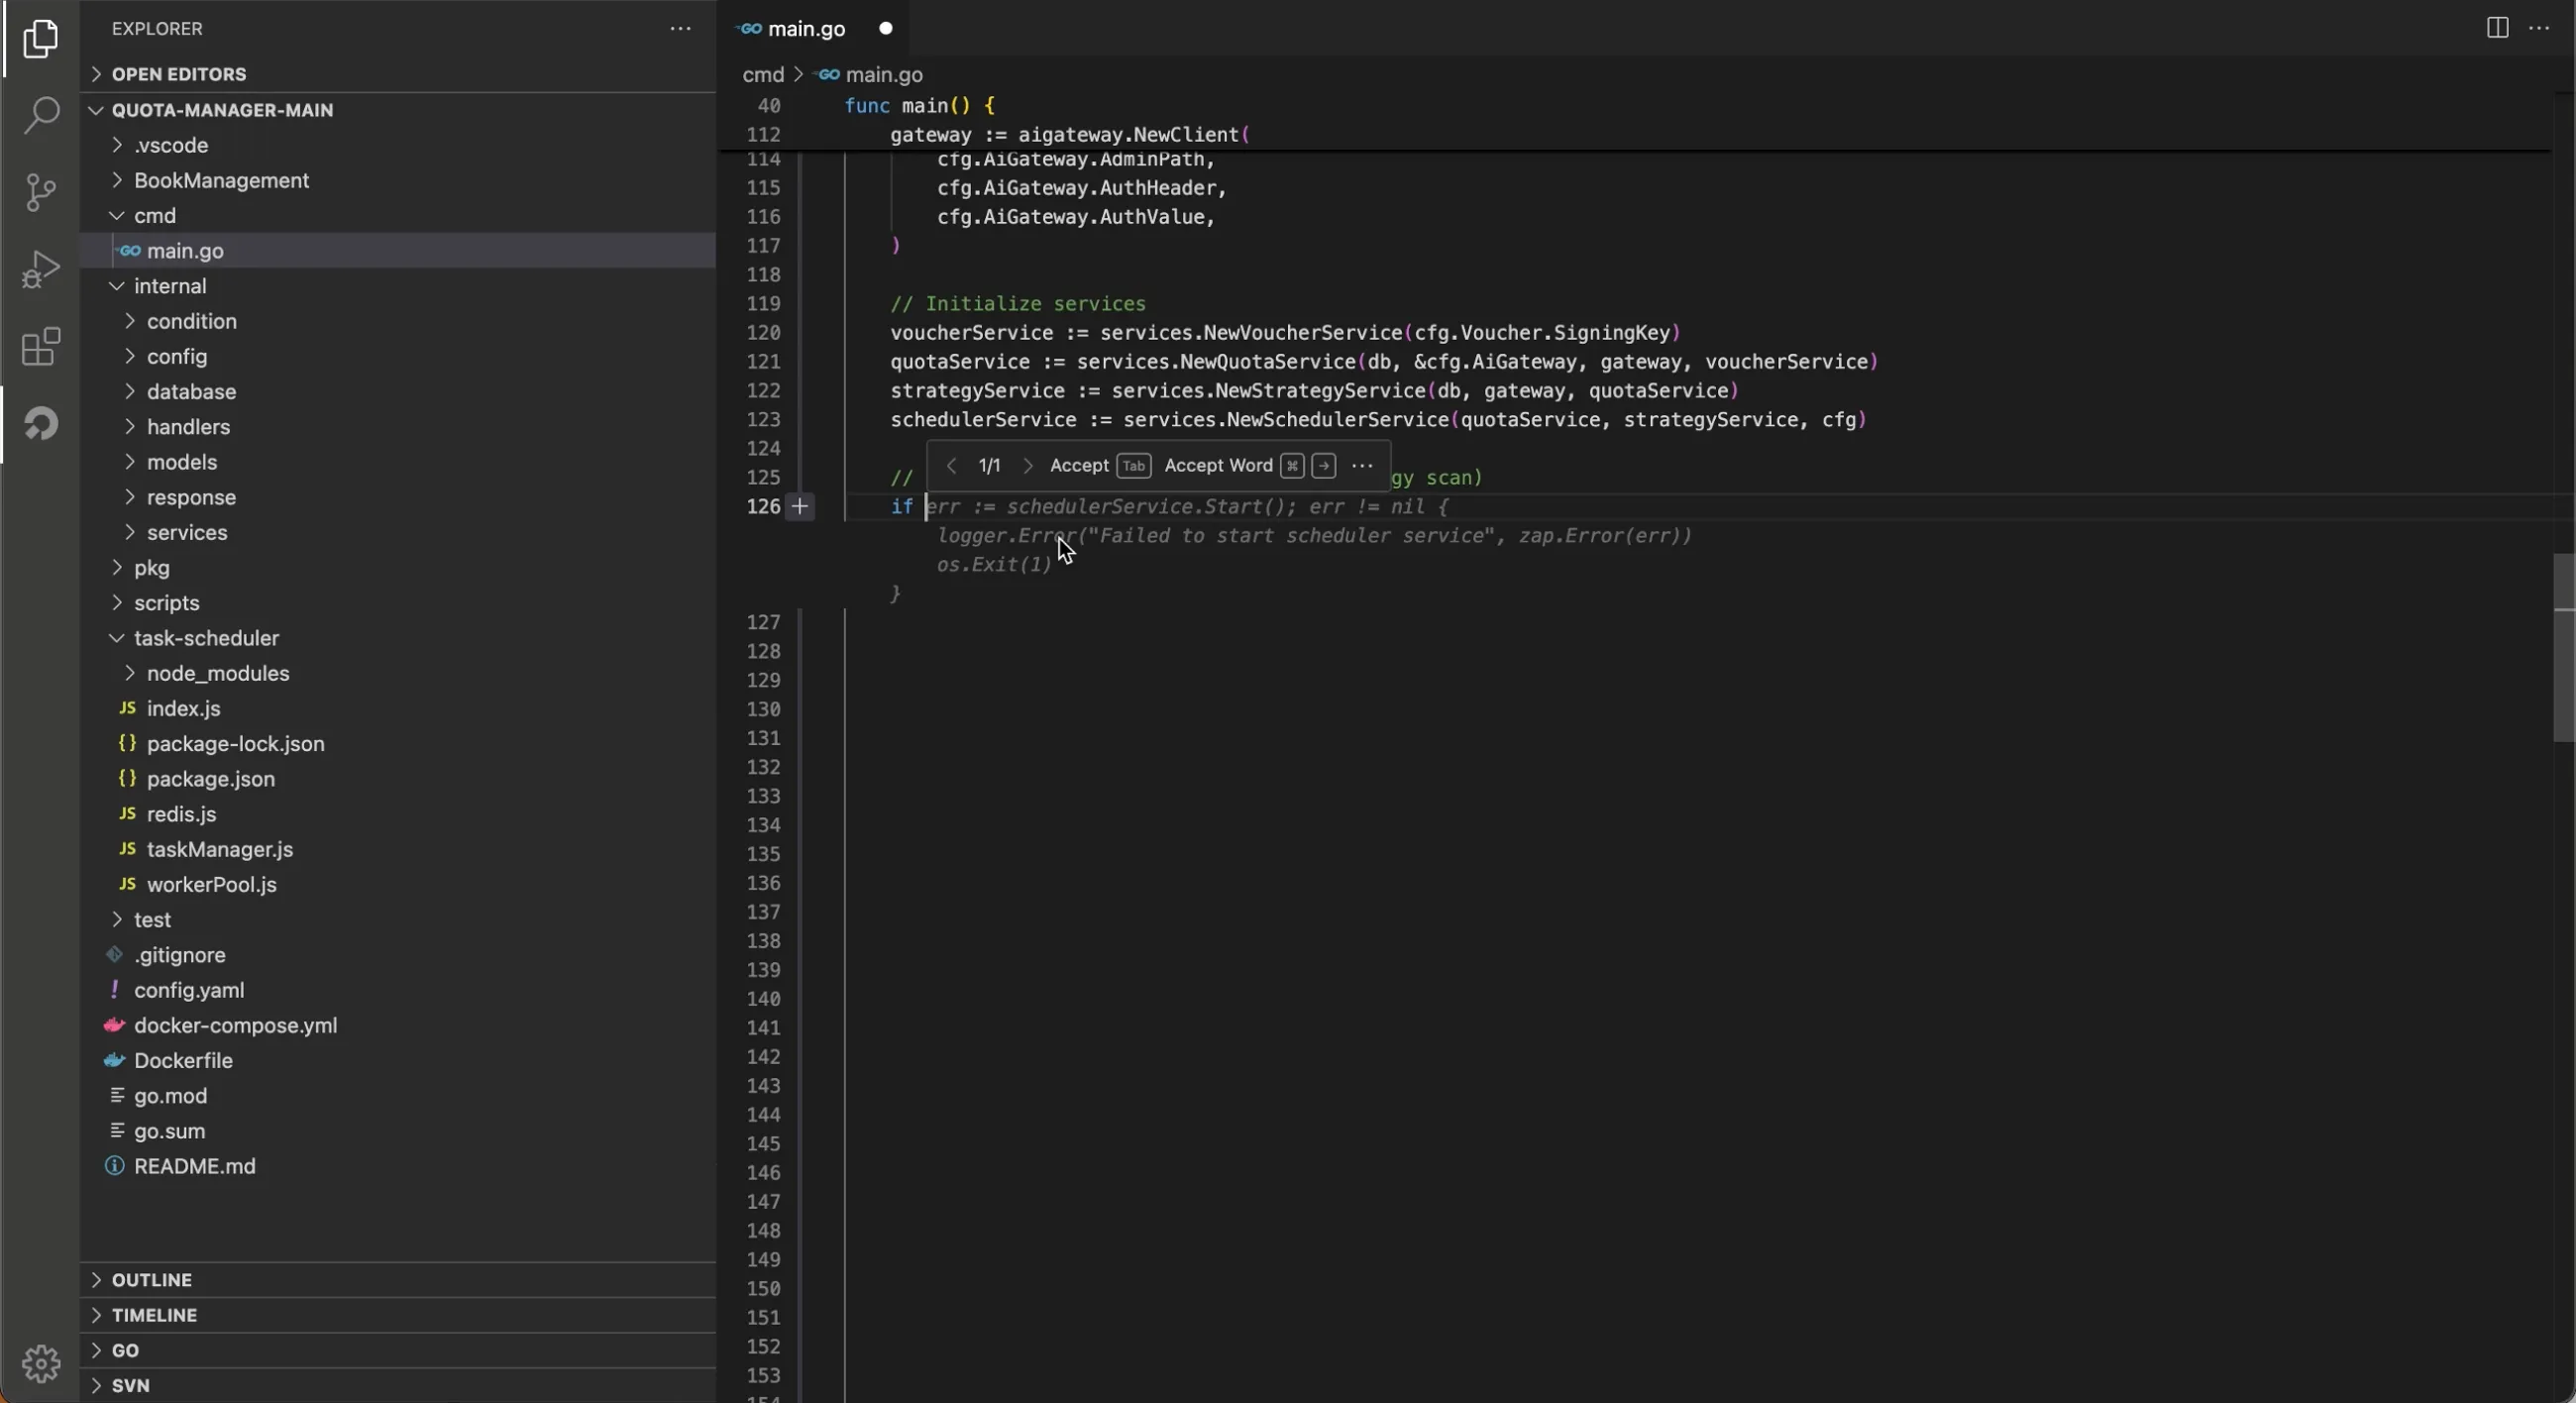 EXPLORER
OPEN EDITORS
QUOTA-MANAGER-MAIN
.vscode
BookManagement
cmd
GO main.go
internal
condition
config
database
handlers
models
response
services
pkg
scripts
task-scheduler
node_modules
JS index.js
{} package-lock.json
{} package.json
JS redis.js
JS taskManager.js
JS workerPool.js
test
.gitignore
! config.yaml
docker-compose.yml
Dockerfile
go.mod
go.sum
README.md
OUTLINE
TIMELINE
GO
SVN
GO main.go
cmd > GO main.go
40 func main() {
112 gateway := aigateway.NewClient(
114 cfg.AiGateway.AdminPath,
115 cfg.AiGateway.AuthHeader,
116 cfg.AiGateway.AuthValue,
117 )
118
119 // Initialize services
120 voucherService := services.NewVoucherService(cfg.Voucher.SigningKey)
121 quotaService := services.NewQuotaService(db, &cfg.AiGateway, gateway, voucherService)
122 strategyService := services.NewStrategyService(db, gateway, quotaService)
123 schedulerService := services.NewSchedulerService(quotaService, strategyService, cfg)
124
< 1/1 > Accept Tab Accept Word ⌘ → ···
125 // gy scan)
126 + if err := schedulerService.Start(); err != nil {
logger.Error("Failed to start scheduler service", zap.Error(err))
os.Exit(1)
}
127
128
129
130
131
132
133
134
135
136
137
138
139
140
141
142
143
144
145
146
147
148
149
150
151
152
153